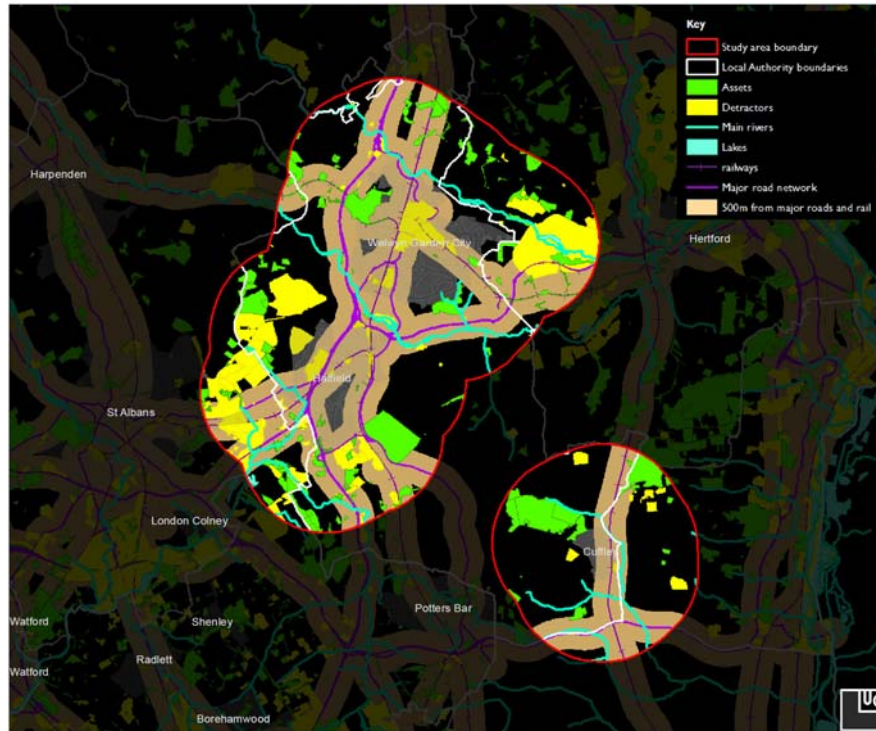 Key
Study area boundary
Local Authority boundaries
Assets
Detractors
Main rivers
Lakes
railways
Major road network
500m from major roads and rail
Harpenden
Welwyn Garden City
Hertford
Hatfield
St Albans
London Colney
Cuffley
Potters Bar
Watford
Shenley
Radlett
Watford
Borehamwood